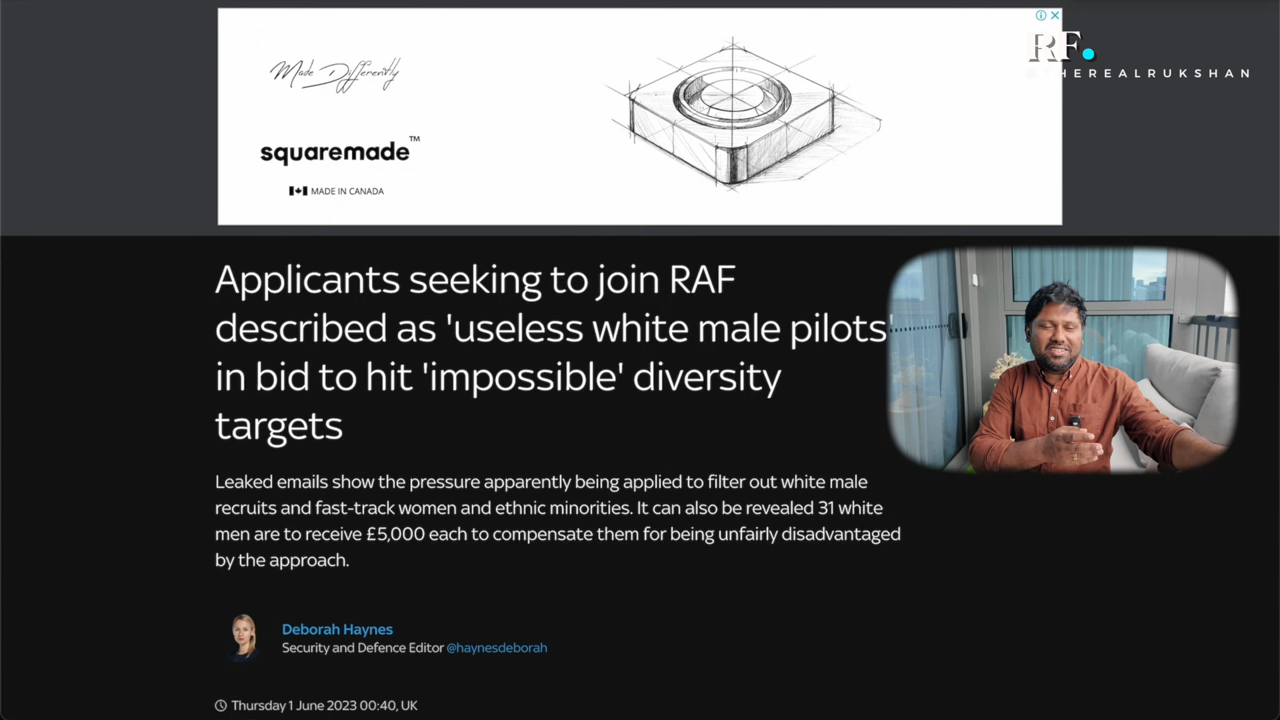 Made Differently
squaremade™
MADE IN CANADA
RF.
HEREALRUKSHAN
Applicants seeking to join RAF
described as 'useless white male pilots'
in bid to hit 'impossible' diversity
targets
Leaked emails show the pressure apparently being applied to filter out white male
recruits and fast-track women and ethnic minorities. It can also be revealed 31 white
men are to receive £5,000 each to compensate them for being unfairly disadvantaged
by the approach.
Deborah Haynes
Security and Defence Editor @haynesdeborah
Thursday 1 June 2023 00:40, UK